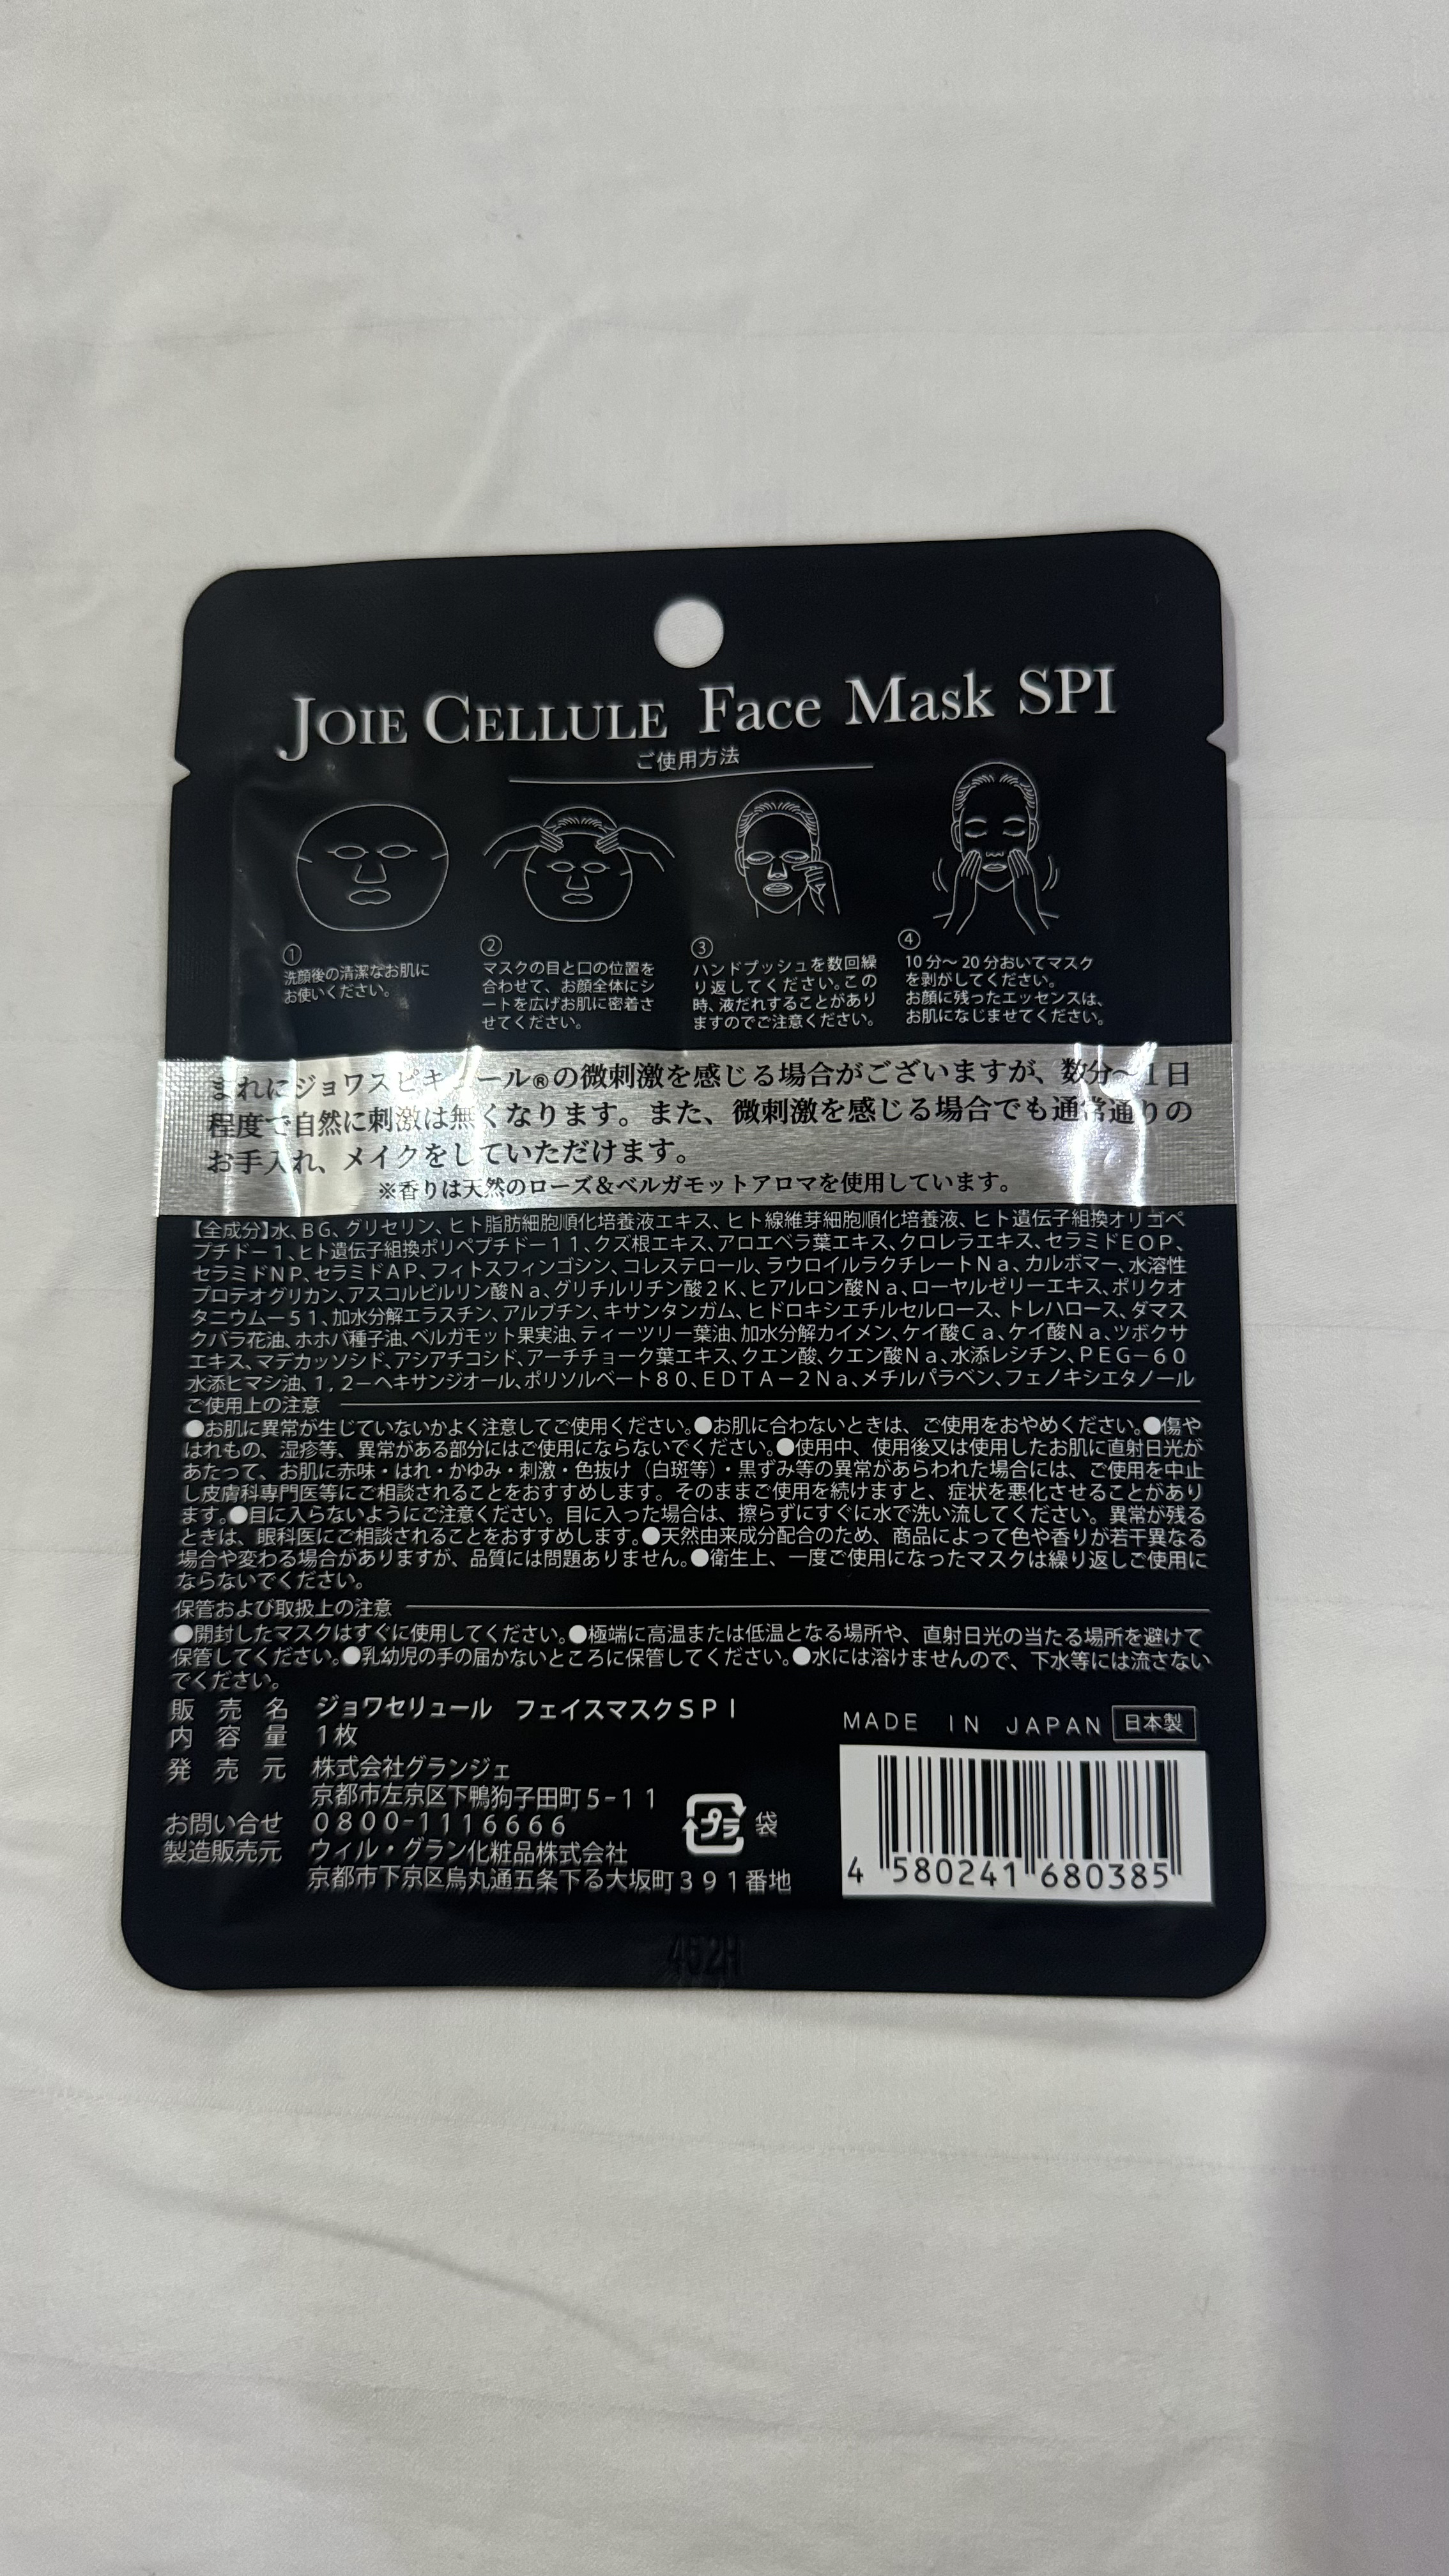 JOIE CELLULE Face Mask SPI
ご使用方法
①
洗顔後の清潔なお肌に
お使いください。
②
マスクの目と口の位置を
合わせて、お顔全体にシ
ートを広げお肌に密着さ
せてください。
③
ハンドプッシュを数回繰
り返してください。この
時、液だれすることがあり
ますのでご注意ください。
④
10分～20分おいてマスク
を剥がしてください。
お顔に残ったエッセンスは、
お肌になじませてください。
まれにジョワスピキュール®の微刺激を感じる場合がございますが、数分～1日
程度で自然に刺激は無くなります。また、微刺激を感じる場合でも通常通りの
お手入れ、メイクをしていただけます。
※香りは天然のローズ＆ベルガモットアロマを使用しています。
【全成分】水、BG、グリセリン、ヒト脂肪細胞順化培養液エキス、ヒト線維芽細胞順化培養液、ヒト遺伝子組換オリゴペ
プチドー1、ヒト遺伝子組換ポリペプチドー11、クズ根エキス、アロエベラ葉エキス、クロレラエキス、セラミドEOP、
セラミドNP、セラミドAP、フィトスフィンゴシン、コレステロール、ラウロイルラクチレートNa、カルボマー、水溶性
プロテオグリカン、アスコルビルリン酸Na、グリチルリチン酸2K、ヒアルロン酸Na、ローヤルゼリーエキス、ポリクオ
タニウムー51、加水分解エラスチン、アルブチン、キサンタンガム、ヒドロキシエチルセルロース、トレハロース、ダマス
クバラ花油、ホホバ種子油、ベルガモット果実油、ティーツリー葉油、加水分解カイメン、ケイ酸Ca、ケイ酸Na、ツボクサ
エキス、マデカッソシド、アシアチコシド、アーチチョーク葉エキス、クエン酸、クエン酸Na、水添レシチン、PEG－60
水添ヒマシ油、1，2－ヘキサンジオール、ポリソルベート80、EDTA－2Na、メチルパラベン、フェノキシエタノール
ご使用上の注意
●お肌に異常が生じていないかよく注意してご使用ください。●お肌に合わないときは、ご使用をおやめください。●傷や
はれもの、湿疹等、異常がある部分にはご使用にならないでください。●使用中、使用後又は使用したお肌に直射日光が
あたって、お肌に赤味・はれ・かゆみ・刺激・色抜け（白斑等）・黒ずみ等の異常があらわれた場合には、ご使用を中止
し皮膚科専門医等にご相談されることをおすすめします。そのままご使用を続けますと、症状を悪化させることがあり
ます。●目に入らないようにご注意ください。目に入った場合は、擦らずにすぐに水で洗い流してください。異常が残る
ときは、眼科医にご相談されることをおすすめします。●天然由来成分配合のため、商品によって色や香りが若干異なる
場合や変わる場合がありますが、品質には問題ありません。●衛生上、一度ご使用になったマスクは繰り返しご使用に
ならないでください。
保管および取扱上の注意
●開封したマスクはすぐに使用してください。●極端に高温または低温となる場所や、直射日光の当たる場所を避けて
保管してください。●乳幼児の手の届かないところに保管してください。●水には溶けませんので、下水等には流さない
でください。
販売名 ジョワセリュール フェイスマスクSPI
内容量 1枚
発売元 株式会社グランジェ
京都市左京区下鴨狗子田町5-11
お問い合せ 0800-1116666
製造販売元 ウィル・グラン化粧品株式会社
京都市下京区烏丸通五条下る大坂町391番地
プラ 袋
MADE IN JAPAN 日本製
4 580241 680385
462H